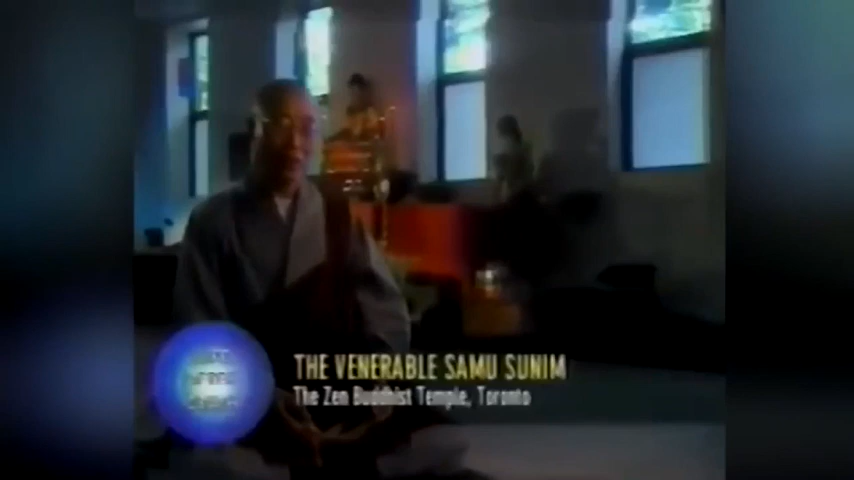 THE VENERABLE SAMU SUNIM
The Zen Buddhist Temple, Toronto